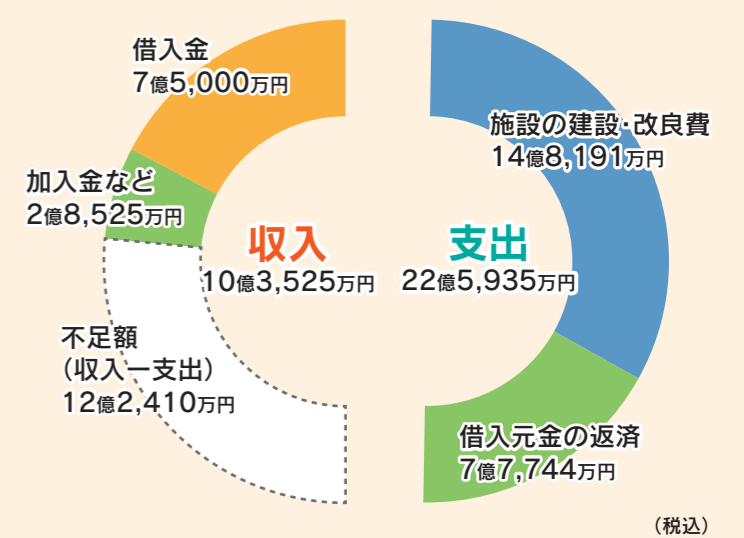 借入金
7億5,000万円
加入金など
2億8,525万円
収入
10億3,525万円
不足額
（収入ー支出）
12億2,410万円
施設の建設・改良費
14億8,191万円
支出
22億5,935万円
借入元金の返済
7億7,744万円
（税込）